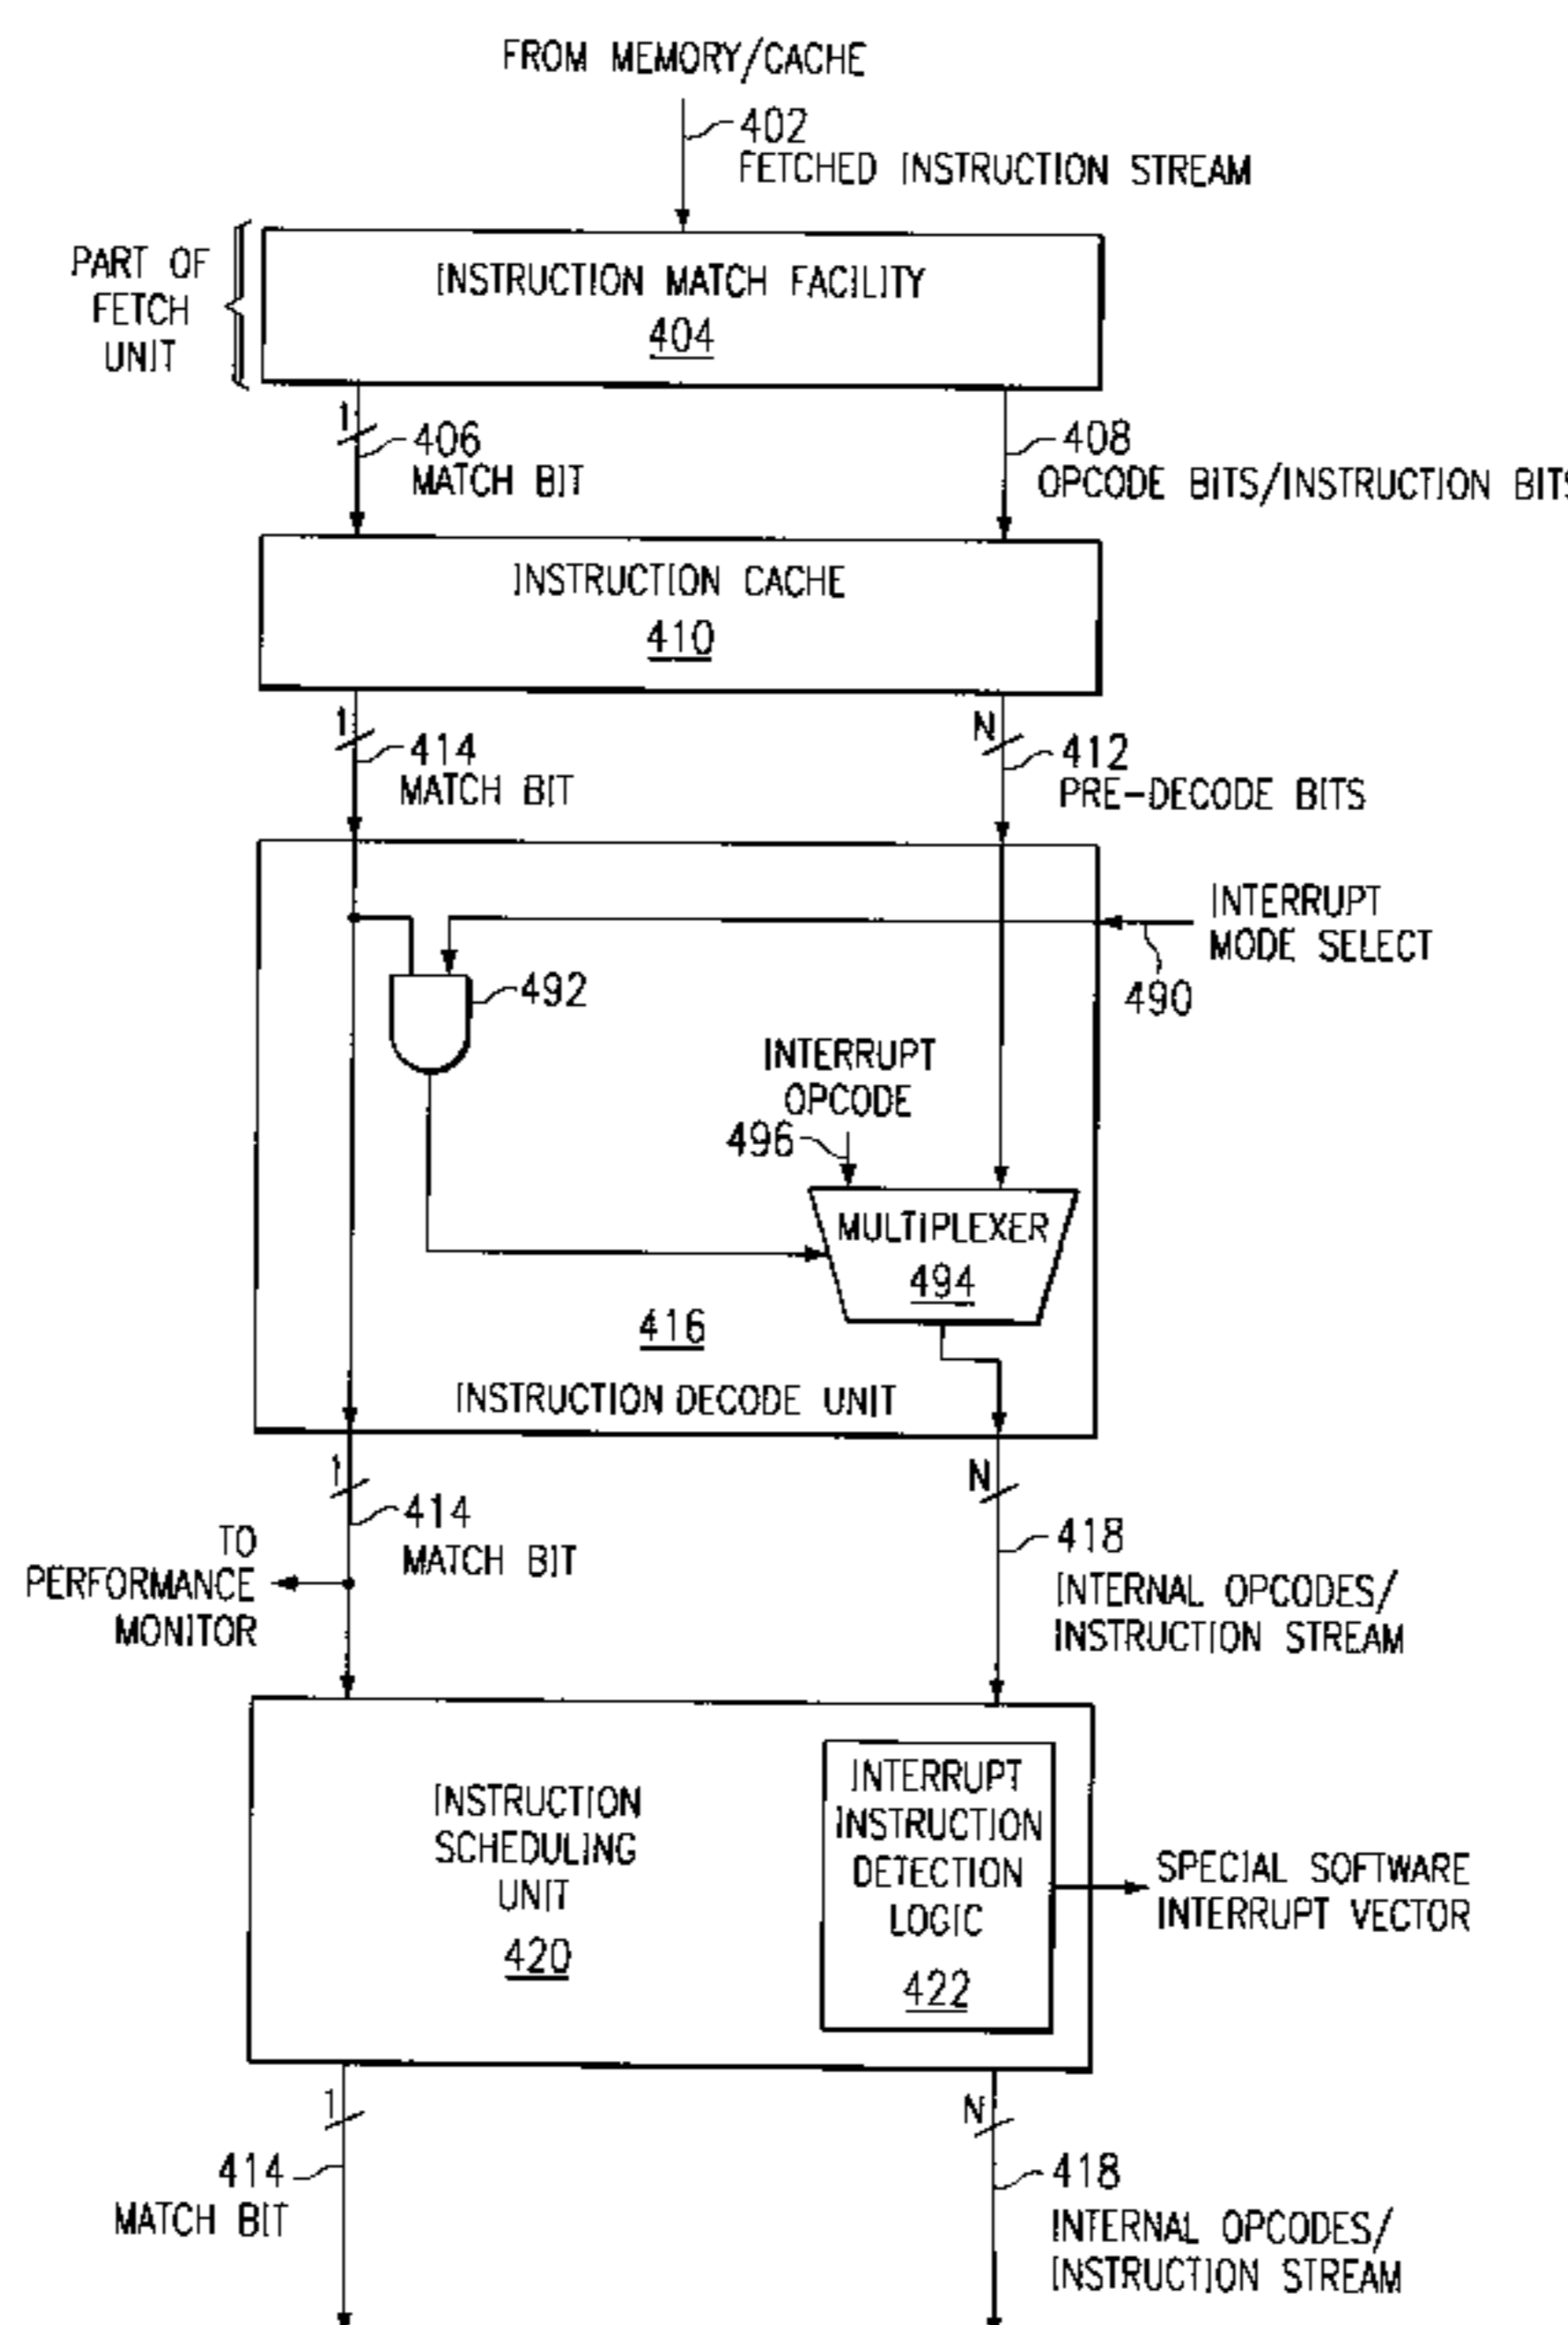 FROM MEMORY/CACHE
402
FETCHED INSTRUCTION STREAM
PART OF
FETCH
UNIT
INSTRUCTION MATCH FACILITY
404
1
406
MATCH BIT
408
OPCODE BITS/INSTRUCTION BITS
INSTRUCTION CACHE
410
1
414
MATCH BIT
N
412
PRE-DECODE BITS
INTERRUPT
MODE SELECT
490
492
INTERRUPT
OPCODE
496
MULTIPLEXER
494
416
INSTRUCTION DECODE UNIT
1
414
MATCH BIT
TO
PERFORMANCE
MONITOR
N
418
INTERNAL OPCODES/
INSTRUCTION STREAM
INSTRUCTION
SCHEDULING
UNIT
420
INTERRUPT
INSTRUCTION
DETECTION
LOGIC
422
SPECIAL SOFTWARE
INTERRUPT VECTOR
1
414
MATCH BIT
N
418
INTERNAL OPCODES/
INSTRUCTION STREAM